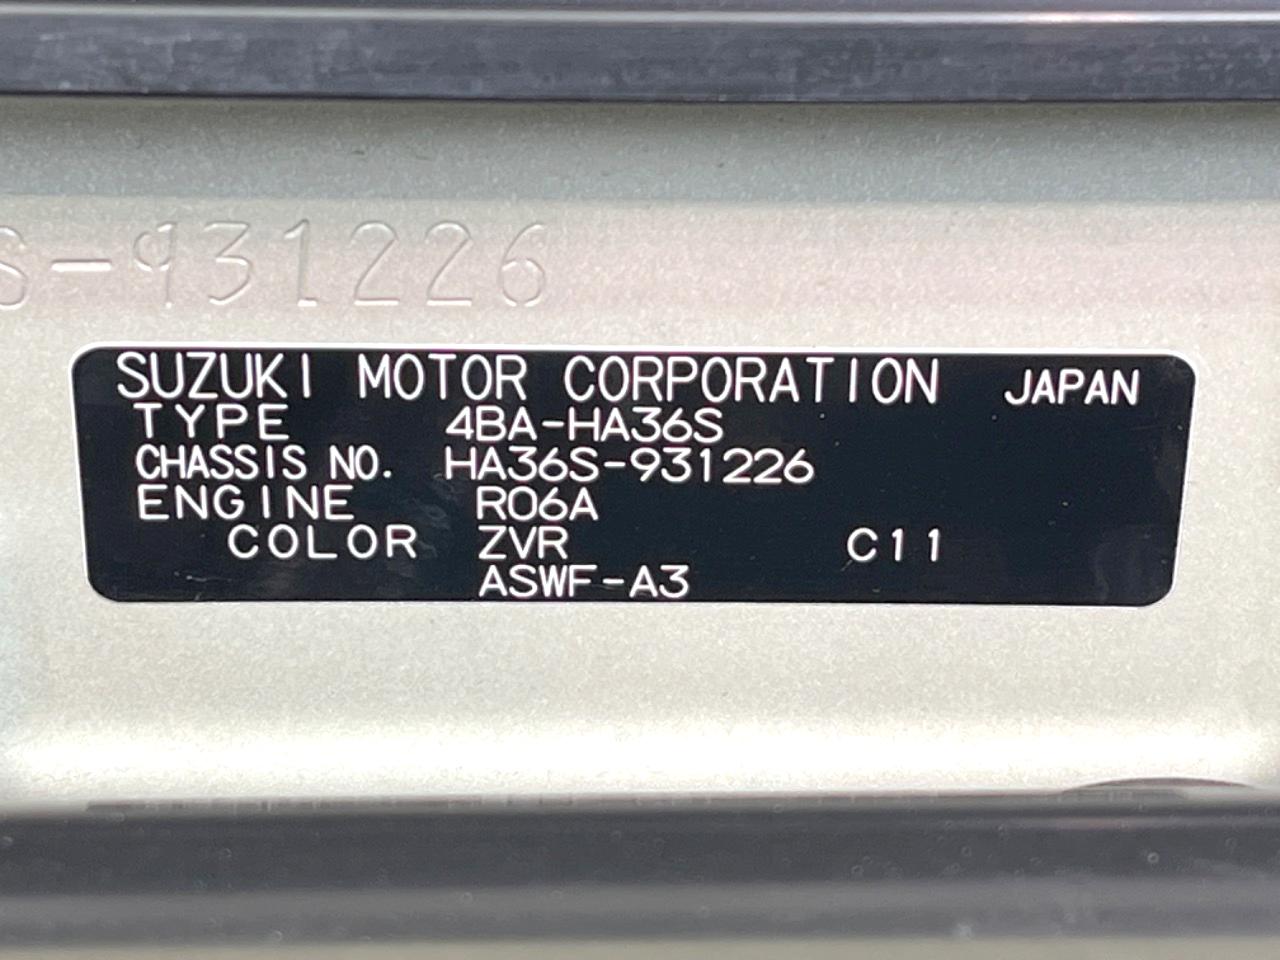 S-931226
SUZUKI MOTOR CORPORATION JAPAN
TYPE 4BA-HA36S
CHASSIS NO. HA36S-931226
ENGINE R06A
COLOR ZVR C11
ASWF-A3